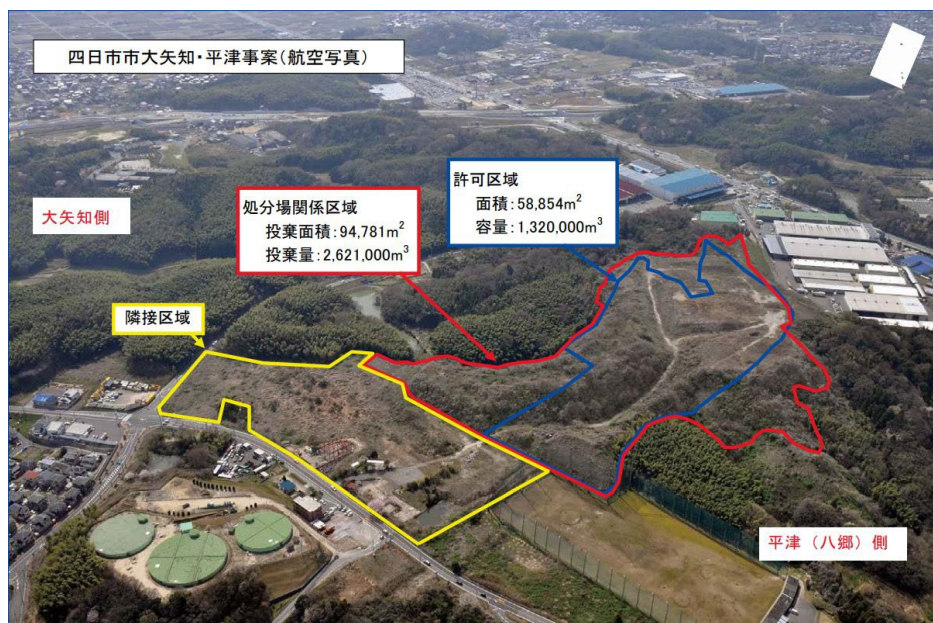 四日市市大矢知・平津事案(航空写真)
大矢知側
処分場関係区域
投棄面積:94,781m²
投棄量:2,621,000m³
許可区域
面積:58,854m²
容量:1,320,000m³
隣接区域
平津(八郷)側